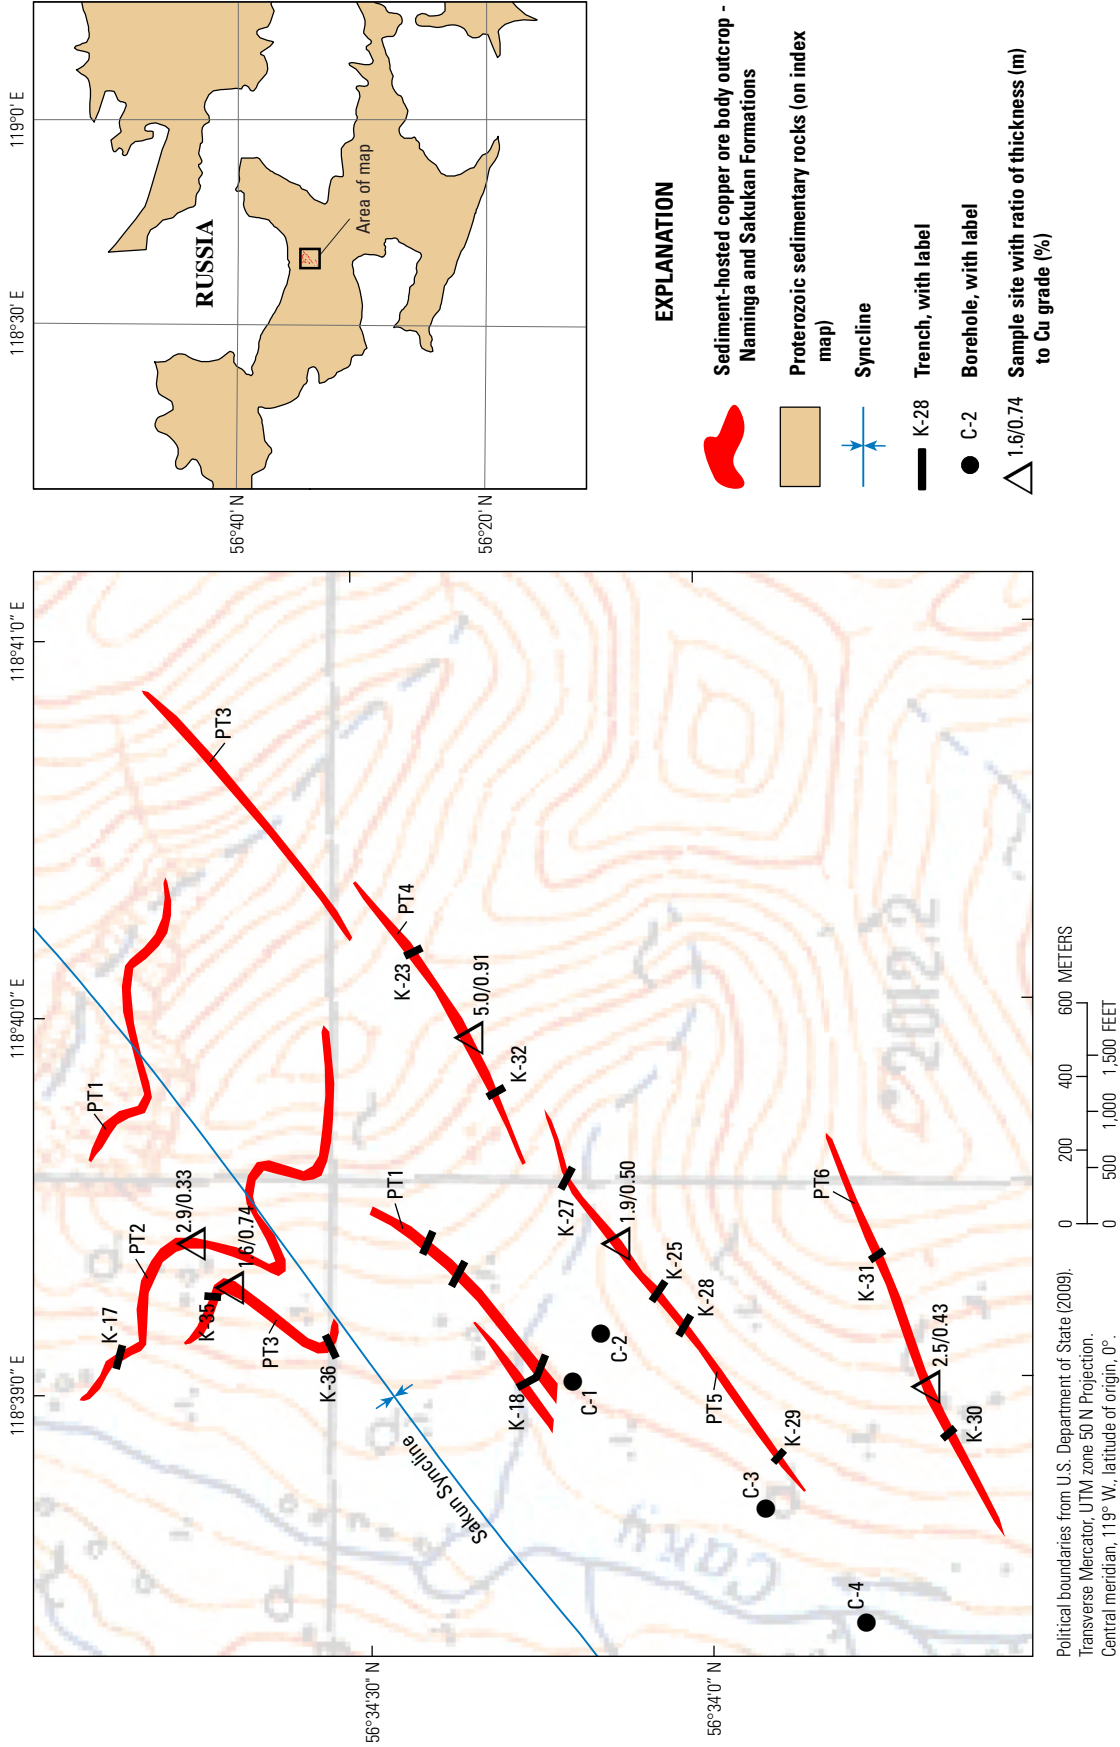 118°39'0" E
118°40'0" E
118°41'0" E
56°34'30" N
56°34'0" N
K-17
PT2
2.9/0.33
PT1
K-35
1.6/0.74
PT3
K-36
PT3
Sakun Syncline
K-18
PT1
C-1
C-2
K-23
PT4
5.0/0.91
K-32
K-27
1.9/0.50
K-25
K-28
PT5
K-29
C-3
C-4
Саку
PT6
K-31
2.5/0.43
K-30
2012.2
118°30' E
119°0' E
56°40' N
56°20' N
RUSSIA
Area of map
EXPLANATION
Sediment-hosted copper ore body outcrop -
Naminga and Sakukan Formations
Proterozoic sedimentary rocks (on index
map)
Syncline
K-28 Trench, with label
C-2 Borehole, with label
1.6/0.74 Sample site with ratio of thickness (m)
to Cu grade (%)
Political boundaries from U.S. Department of State (2009).
Transverse Mercator, UTM zone 50 N Projection.
Central meridian, 119° W., latitude of origin, 0°.
0 200 400 600 METERS
0 500 1,000 1,500 FEET